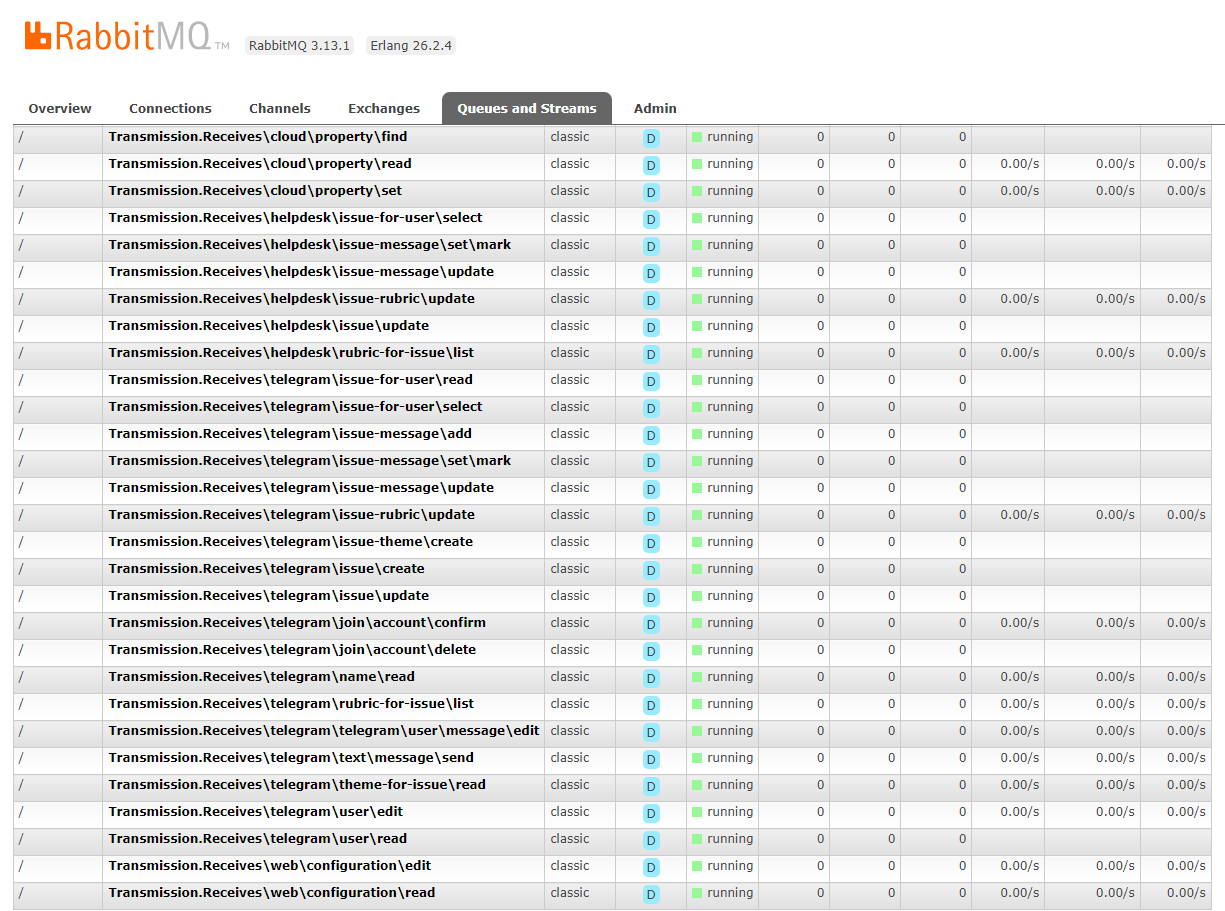 RabbitMQ TM RabbitMQ 3.13.1 Erlang 26.2.4
Overview Connections Channels Exchanges Queues and Streams Admin
/ Transmission.Receives\cloud\property\find classic D running 0 0 0
/ Transmission.Receives\cloud\property\read classic D running 0 0 0 0.00/s 0.00/s 0.00/s
/ Transmission.Receives\cloud\property\set classic D running 0 0 0 0.00/s 0.00/s 0.00/s
/ Transmission.Receives\helpdesk\issue-for-user\select classic D running 0 0 0
/ Transmission.Receives\helpdesk\issue-message\set\mark classic D running 0 0 0
/ Transmission.Receives\helpdesk\issue-message\update classic D running 0 0 0
/ Transmission.Receives\helpdesk\issue-rubric\update classic D running 0 0 0 0.00/s 0.00/s 0.00/s
/ Transmission.Receives\helpdesk\issue\update classic D running 0 0 0
/ Transmission.Receives\helpdesk\rubric-for-issue\list classic D running 0 0 0 0.00/s 0.00/s 0.00/s
/ Transmission.Receives\telegram\issue-for-user\read classic D running 0 0 0
/ Transmission.Receives\telegram\issue-for-user\select classic D running 0 0 0
/ Transmission.Receives\telegram\issue-message\add classic D running 0 0 0
/ Transmission.Receives\telegram\issue-message\set\mark classic D running 0 0 0
/ Transmission.Receives\telegram\issue-message\update classic D running 0 0 0
/ Transmission.Receives\telegram\issue-rubric\update classic D running 0 0 0 0.00/s 0.00/s 0.00/s
/ Transmission.Receives\telegram\issue-theme\create classic D running 0 0 0
/ Transmission.Receives\telegram\issue\create classic D running 0 0 0
/ Transmission.Receives\telegram\issue\update classic D running 0 0 0
/ Transmission.Receives\telegram\join\account\confirm classic D running 0 0 0 0.00/s 0.00/s 0.00/s
/ Transmission.Receives\telegram\join\account\delete classic D running 0 0 0
/ Transmission.Receives\telegram\name\read classic D running 0 0 0 0.00/s 0.00/s 0.00/s
/ Transmission.Receives\telegram\rubric-for-issue\list classic D running 0 0 0 0.00/s 0.00/s 0.00/s
/ Transmission.Receives\telegram\telegram\user\message\edit classic D running 0 0 0 0.00/s 0.00/s 0.00/s
/ Transmission.Receives\telegram\text\message\send classic D running 0 0 0 0.00/s 0.00/s 0.00/s
/ Transmission.Receives\telegram\theme-for-issue\read classic D running 0 0 0 0.00/s 0.00/s 0.00/s
/ Transmission.Receives\telegram\user\edit classic D running 0 0 0 0.00/s 0.00/s 0.00/s
/ Transmission.Receives\telegram\user\read classic D running 0 0 0
/ Transmission.Receives\web\configuration\edit classic D running 0 0 0 0.00/s 0.00/s 0.00/s
/ Transmission.Receives\web\configuration\read classic D running 0 0 0 0.00/s 0.00/s 0.00/s